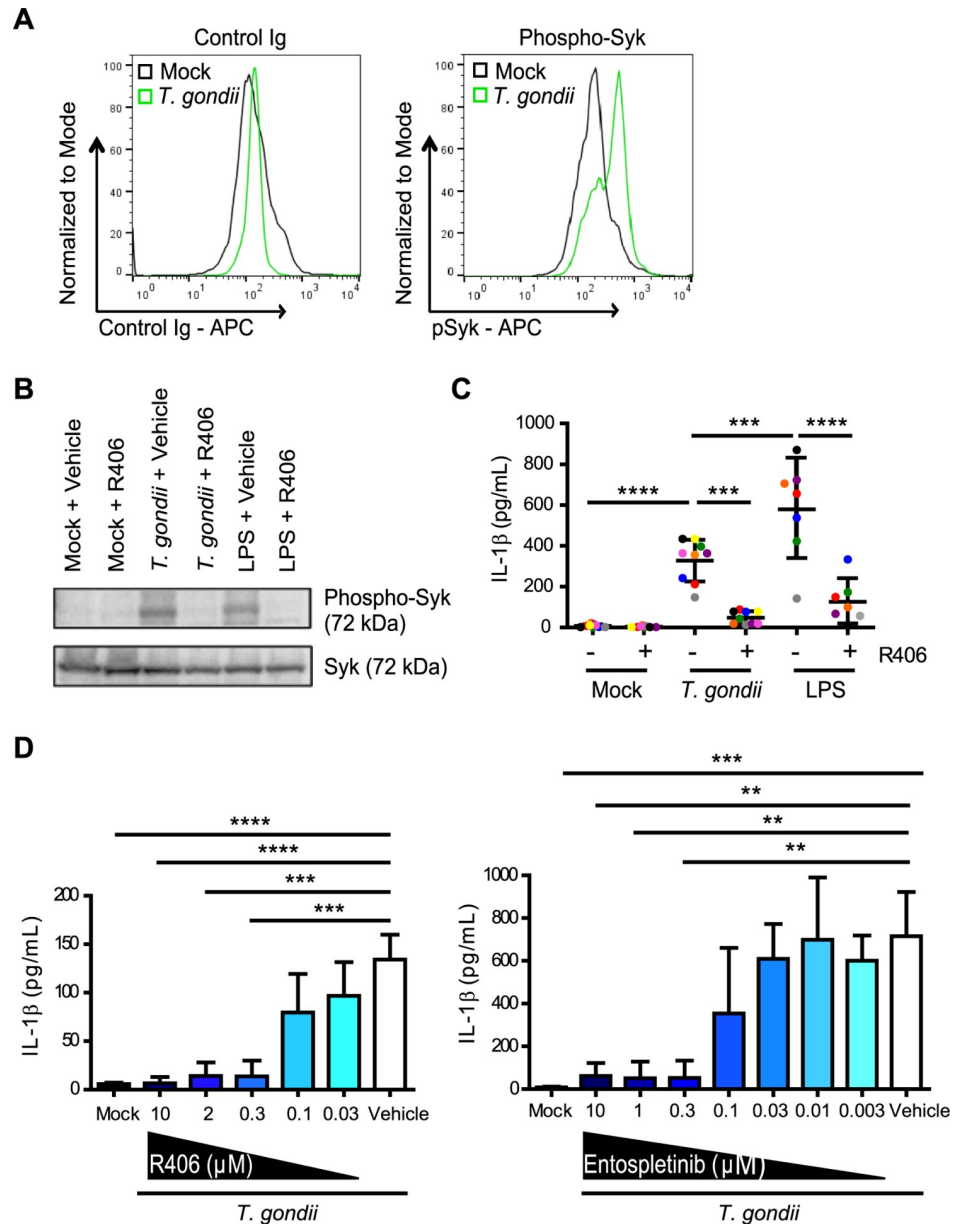 A
Control Ig
Mock
T. gondii
100
80
60
40
20
0
Normalized to Mode
10^0 10^1 10^2 10^3 10^4
Control Ig - APC
Phospho-Syk
Mock
T. gondii
100
80
60
40
20
0
Normalized to Mode
10^0 10^1 10^2 10^3 10^4
pSyk - APC
B
Mock + Vehicle
Mock + R406
T. gondii + Vehicle
T. gondii + R406
LPS + Vehicle
LPS + R406
Phospho-Syk
(72 kDa)
Syk (72 kDa)
C
IL-1β (pg/mL)
1000
800
600
400
200
0
*** ****
**** ***
- + - + - + R406
Mock T. gondii LPS
D
****
****
***
***
IL-1β (pg/mL)
200
150
100
50
0
Mock 10 2 0.3 0.1 0.03 Vehicle
R406 (μM)
T. gondii
***
**
**
**
IL-1β (pg/mL)
1000
800
600
400
200
0
Mock 10 1 0.3 0.1 0.03 0.01 0.003 Vehicle
Entospletinib (μM)
T. gondii